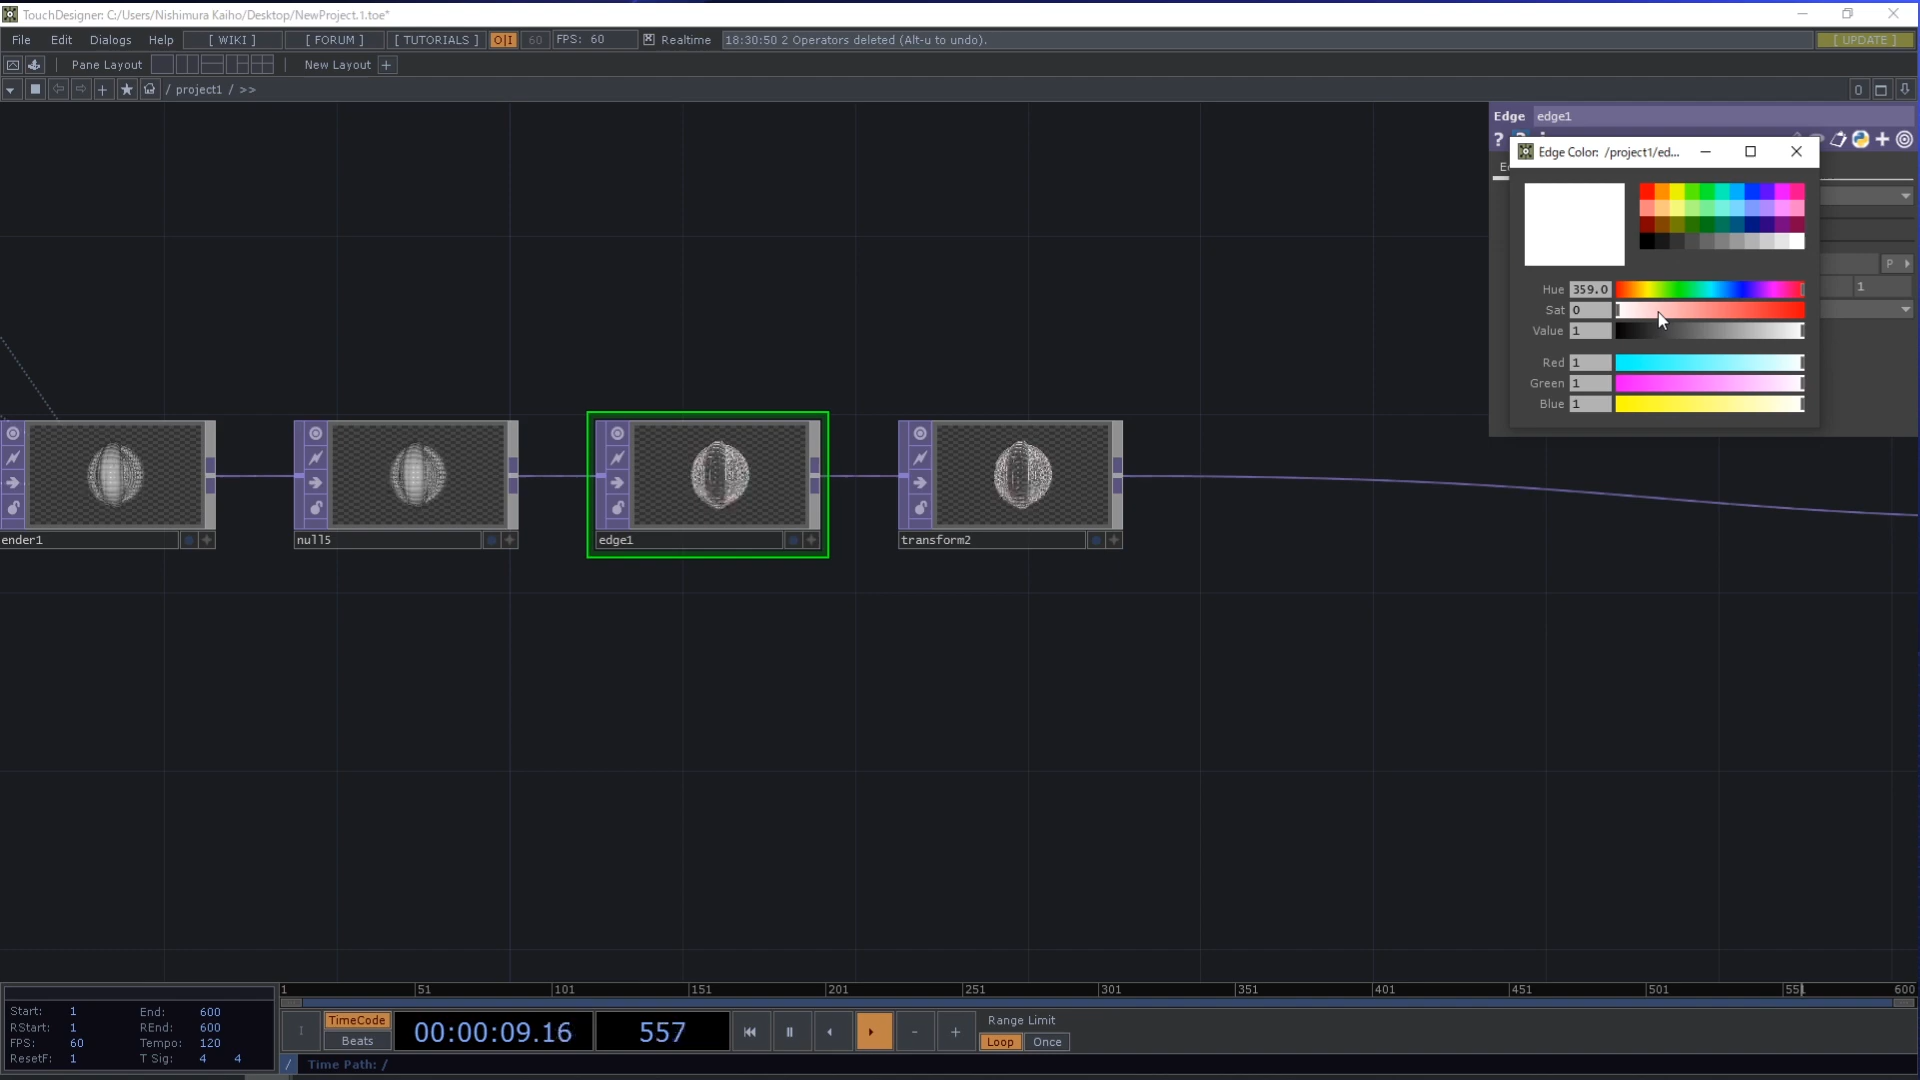 TouchDesigner: C:/Users/Nishimura Kaiho/Desktop/NewProject.1.toe*
File Edit Dialogs Help [ WIKI ] [ FORUM ] [ TUTORIALS ] O|I 60 FPS: 60 Realtime 18:30:50 2 Operators deleted (Alt-u to undo). [ UPDATE ]
Pane Layout New Layout +
/ project1 / >> 0
Edge edge1
?
Edge Color: /project1/ed...
P
1
Hue 359.0
Sat 0
Value 1
Red 1
Green 1
Blue 1
ender1 null5 edge1 transform2
1 51 101 151 201 251 301 351 401 451 501 551 600
Start: 1 End: 600
RStart: 1 REnd: 600
FPS: 60 Tempo: 120
ResetF: 1 T Sig: 4 4
1 TimeCode 00:00:09.16 557 - + Range Limit
Beats Loop Once
/ Time Path: /